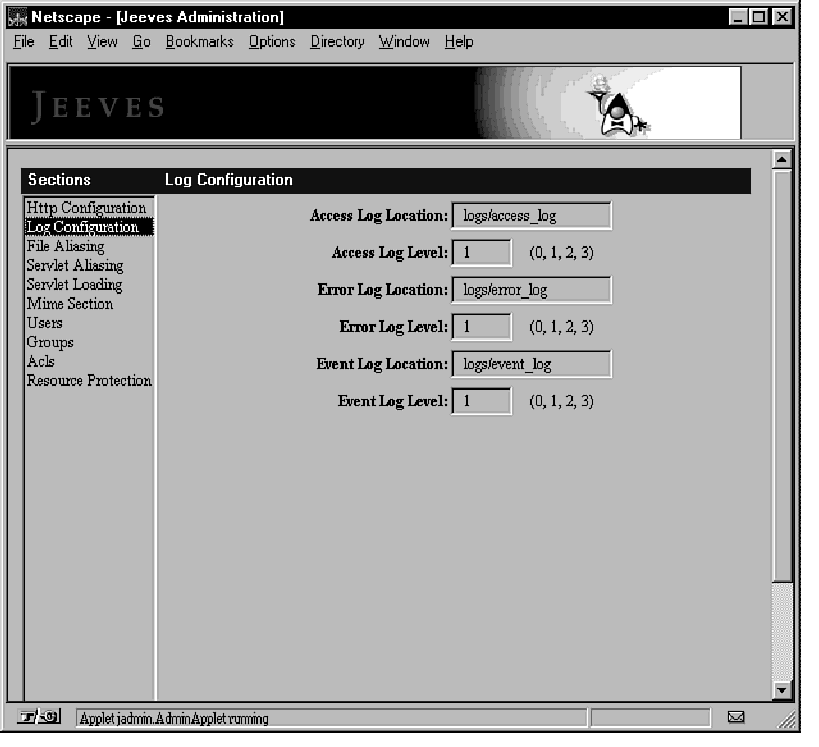 Netscape - [Jeeves Administration]
File Edit View Go Bookmarks Options Directory Window Help
JEEVES
Sections Log Configuration
Http Configuration
Log Configuration
File Aliasing
Servlet Aliasing
Servlet Loading
Mime Section
Users
Groups
Acls
Resource Protection
Access Log Location: logs/access_log
Access Log Level: 1 (0, 1, 2, 3)
Error Log Location: logs/error_log
Error Log Level: 1 (0, 1, 2, 3)
Event Log Location: logs/event_log
Event Log Level: 1 (0, 1, 2, 3)
Applet jadmin.AdminApplet running